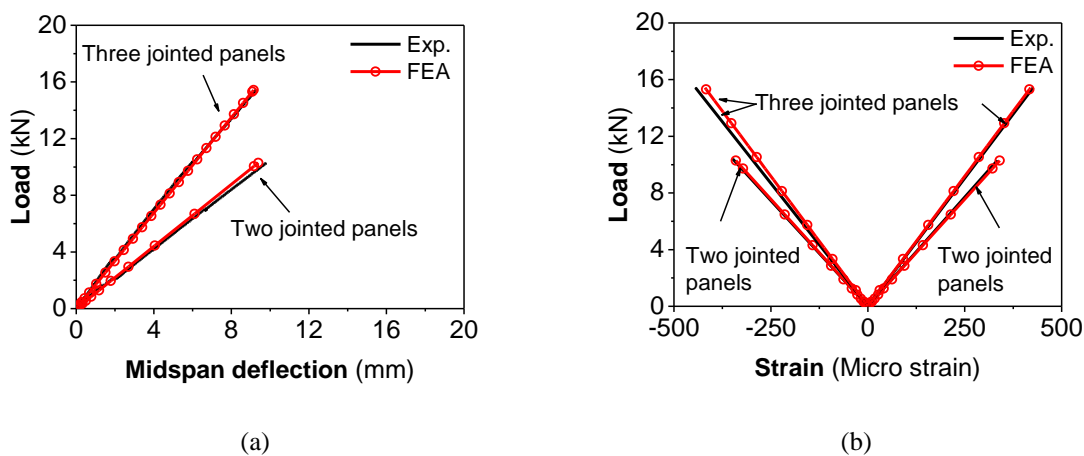 20
16
12
8
4
0
0 4 8 12 16 20
Load (kN)
Midspan deflection (mm)
Three jointed panels
Two jointed panels
Exp.
FEA
(a)
20
16
12
8
4
0
-500 -250 0 250 500
Load (kN)
Strain (Micro strain)
Exp.
FEA
Three jointed panels
Two jointed
panels
Two jointed
panels
(b)